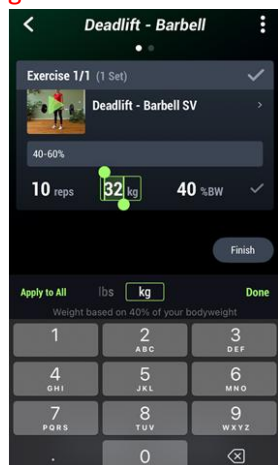 Deadlift - Barbell
Exercise 1/1 (1 Set)
Deadlift - Barbell SV
40-60%
10 reps 32 kg 40 %BW
Finish
Apply to All lbs kg Done
Weight based on 40% of your bodyweight
1 2 3
ABC DEF
4 5 6
GHI JKL MNO
7 8 9
PQRS TUV WXYZ
. 0